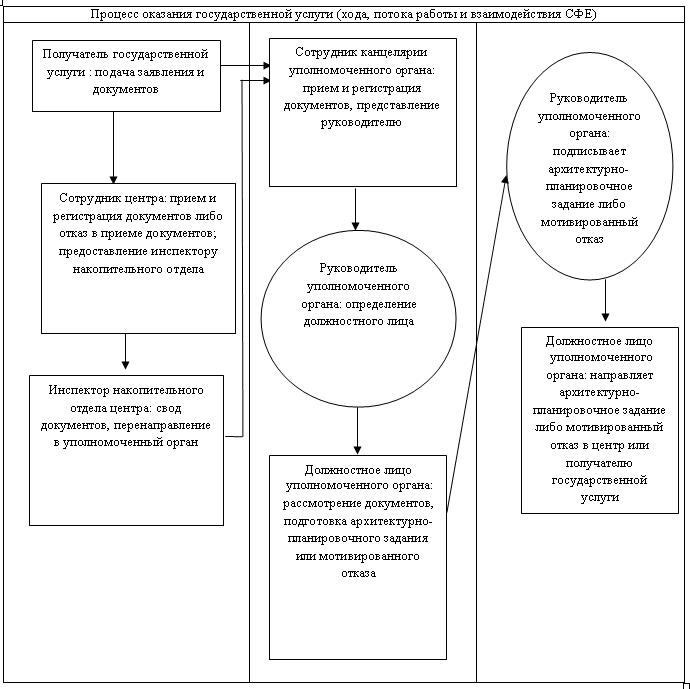 Процесс оказания государственной услуги (хода, потока работы и взаимодействия СФЕ)
Получатель государственной
услуги : подача заявления и
документов
Сотрудник центра: прием и
регистрация документов либо
отказ в приеме документов;
предоставление инспектору
накопительного отдела
Инспектор накопительного
отдела центра: свод
документов, перенаправление
в уполномоченный орган
Сотрудник канцелярии
уполномоченного органа:
прием и регистрация
документов, представление
руководителю
Руководитель
уполномоченного
органа: определение
должностного лица
Должностное лицо
уполномоченного органа:
рассмотрение документов,
подготовка архитектурно-
планировочного задания
или мотивированного
отказа
Руководитель
уполномоченного
органа:
подписывает
архитектурно-
планировочное
задание либо
мотивированный
отказ
Должностное лицо
уполномоченного
органа: направляет
архитектурно-
планировочное задание
либо мотивированный
отказ в центр или
получателю
государственной
услуги